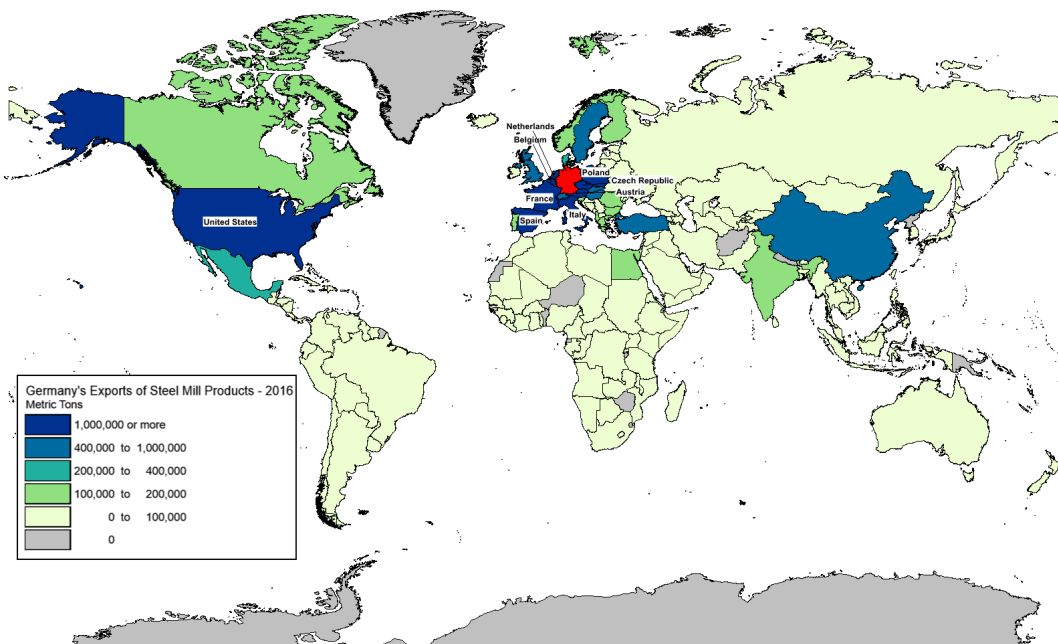 Netherlands
Belgium
Poland
Czech Republic
Austria
France
United States
Spain
Italy
Germany's Exports of Steel Mill Products - 2016
Metric Tons
1,000,000 or more
400,000 to 1,000,000
200,000 to 400,000
100,000 to 200,000
0 to 100,000
0